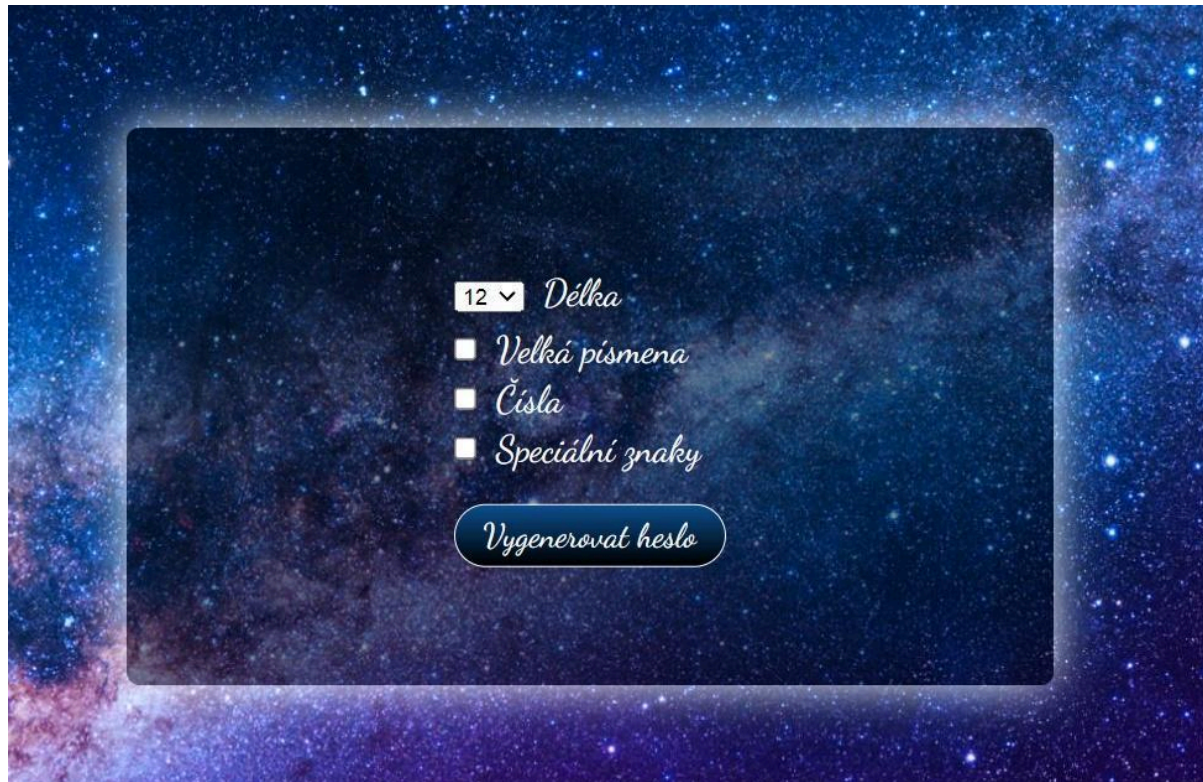 12 Délka
Velká písmena
Čísla
Speciální znaky
Vygenerovat heslo